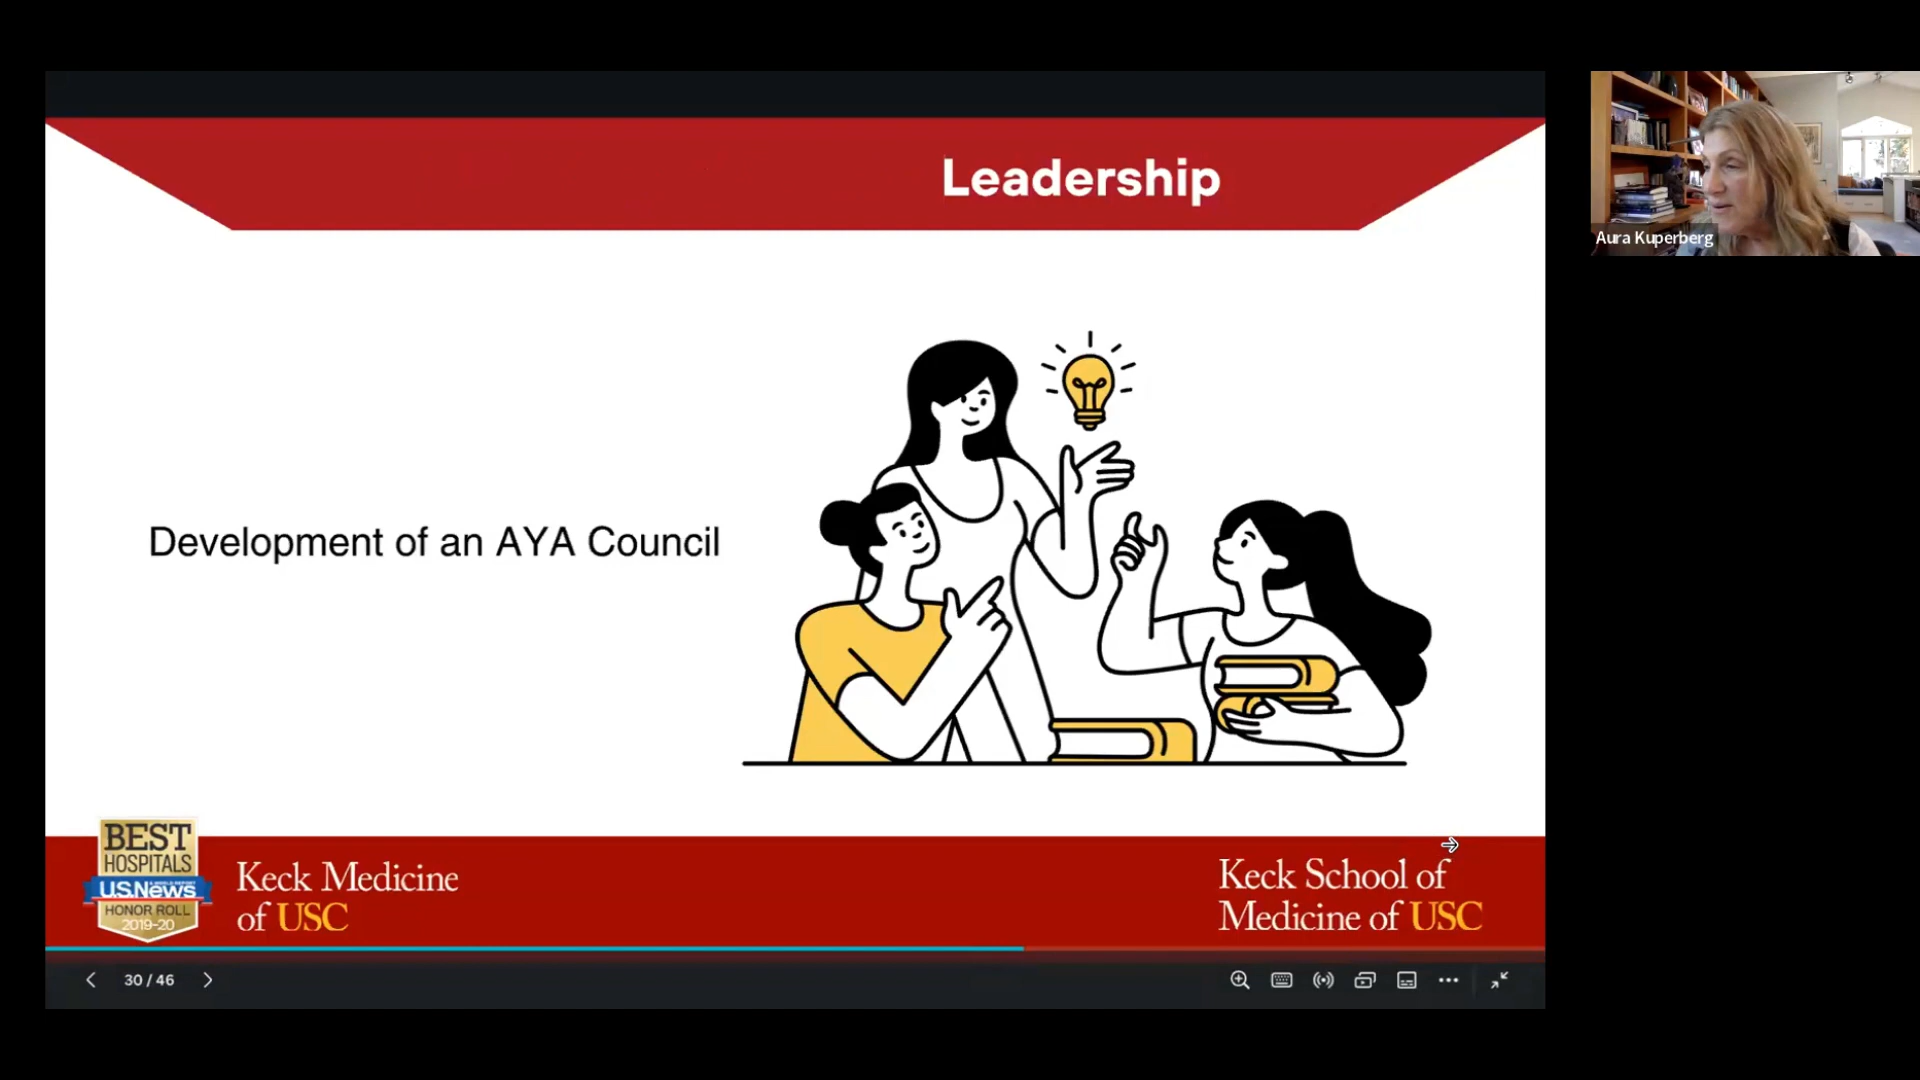 Leadership
Aura Kuperberg
Development of an AYA Council
BEST
HOSPITALS
U.S.News
HONOR ROLL
2019-20
Keck Medicine
of USC
Keck School of
Medicine of USC
30 / 46